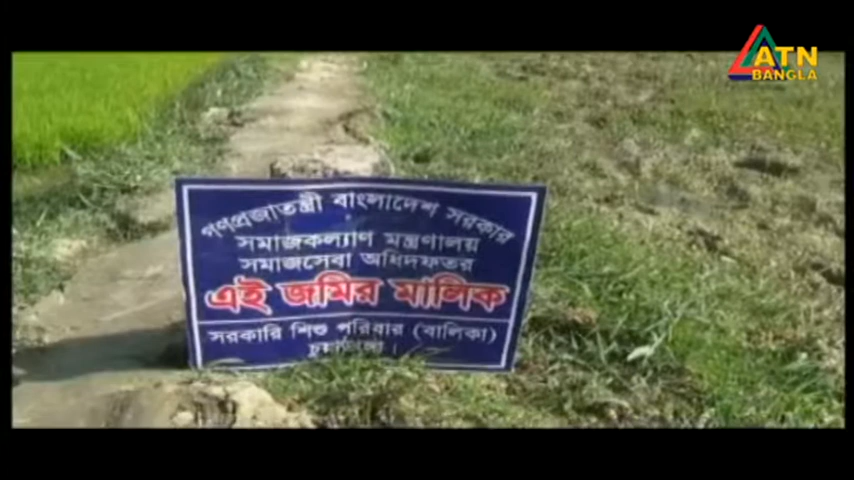 ATN
BANGLA
গণপ্রজাতন্ত্রী বাংলাদেশ সরকার
সমাজকল্যাণ মন্ত্রণালয়
সমাজসেবা অধিদফতর
এই জমির মালিক
সরকারি শিশু পরিবার (বালিকা)
চুয়াডাঙ্গা।